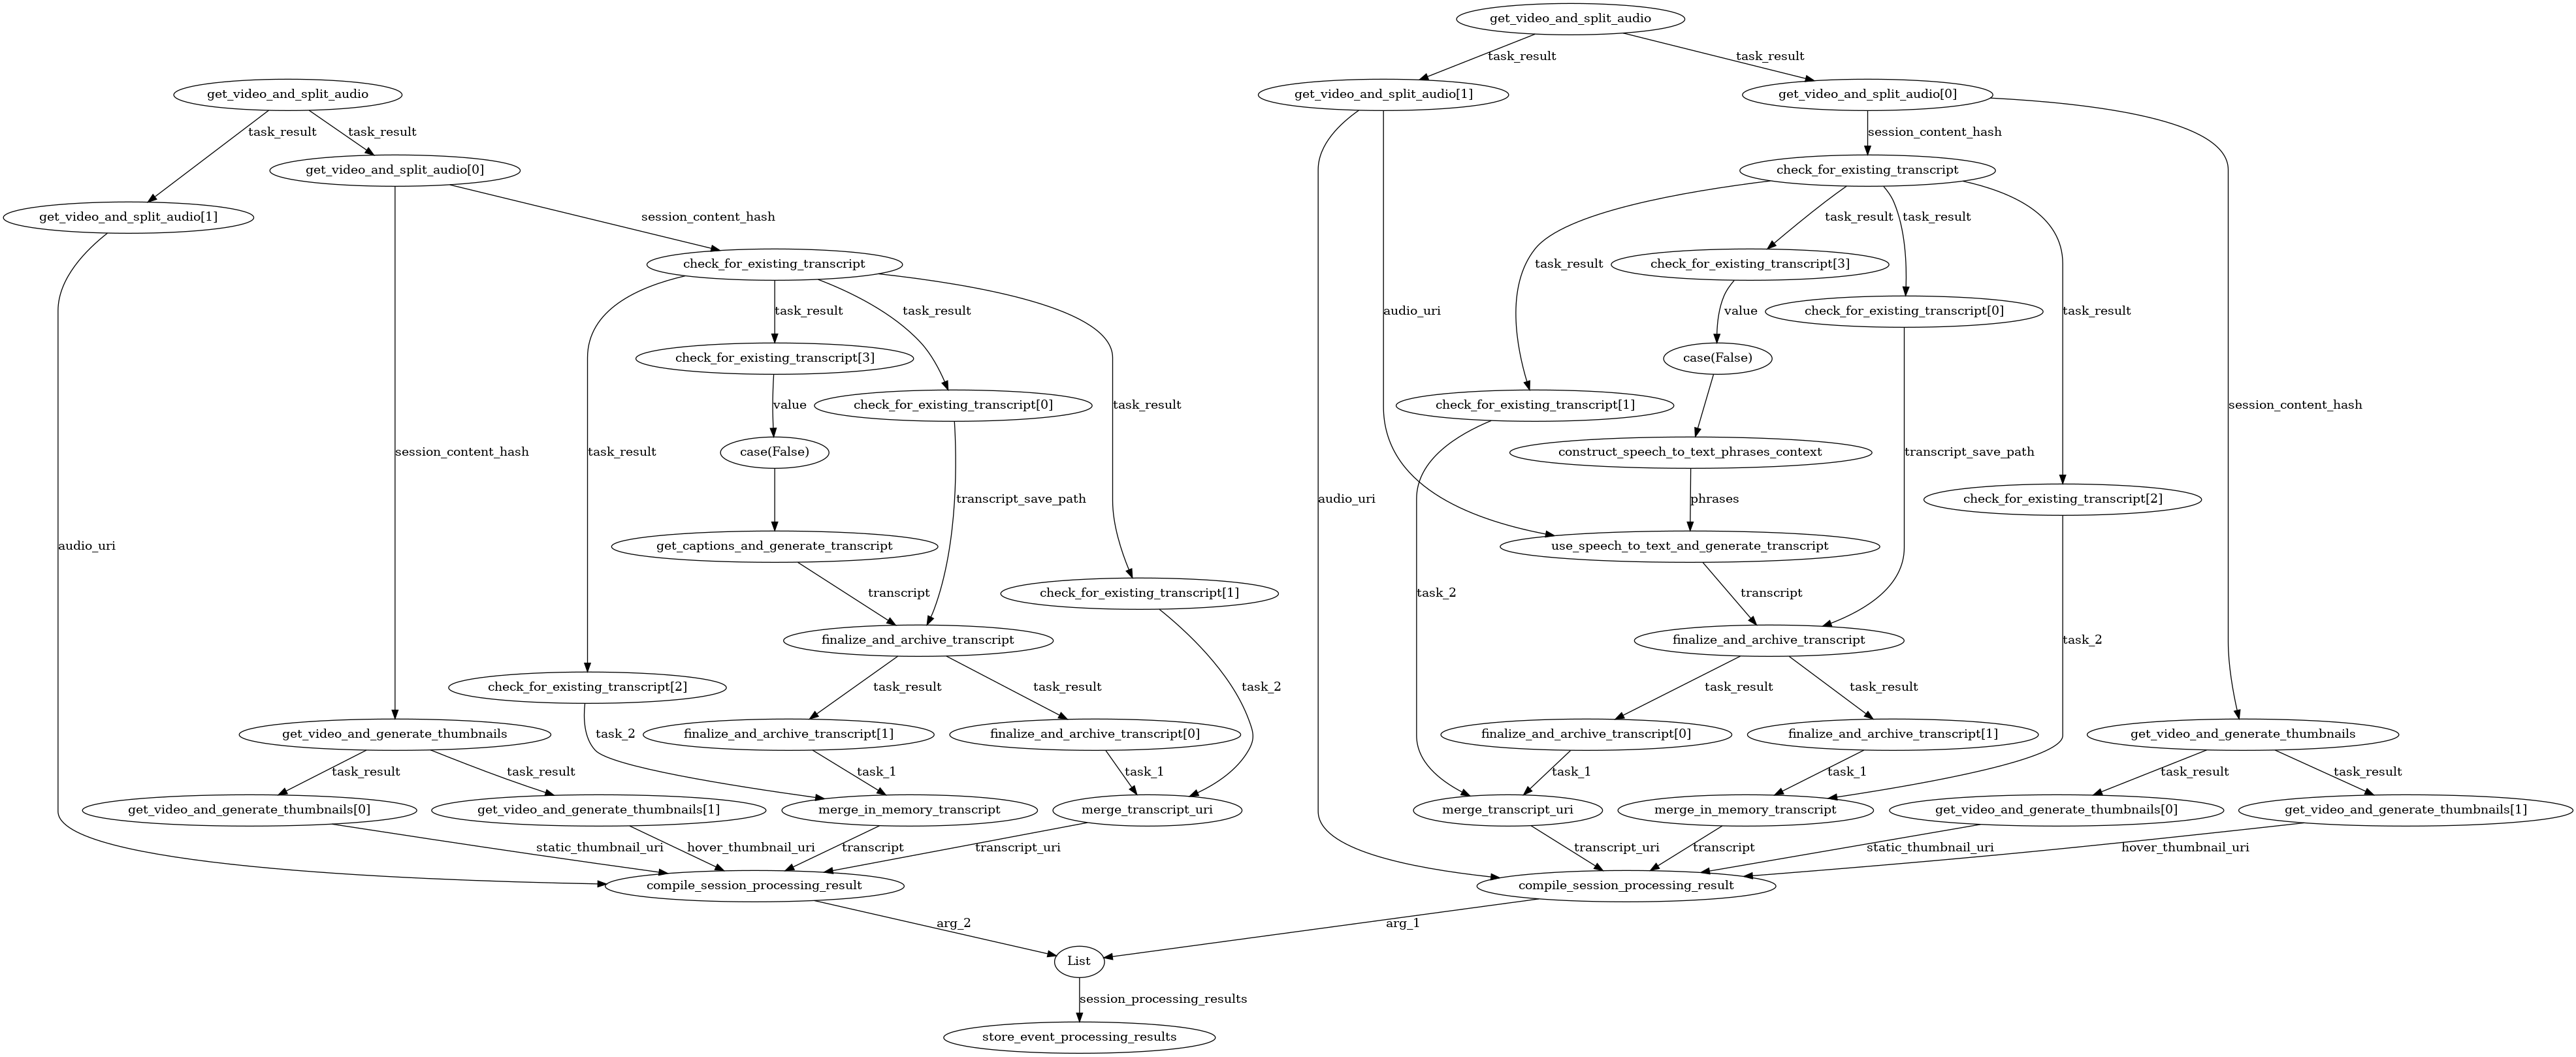 get_video_and_split_audio
task_result
task_result
get_video_and_split_audio
get_video_and_split_audio[1]
get_video_and_split_audio[0]
task_result
task_result
session_content_hash
get_video_and_split_audio[0]
check_for_existing_transcript
get_video_and_split_audio[1]
session_content_hash
task_result
task_result
check_for_existing_transcript
task_result
check_for_existing_transcript[3]
task_result
task_result
audio_uri
value
check_for_existing_transcript[0]
task_result
check_for_existing_transcript[3]
case(False)
value
check_for_existing_transcript[0]
task_result
check_for_existing_transcript[1]
session_content_hash
task_result
session_content_hash
case(False)
construct_speech_to_text_phrases_context
transcript_save_path
transcript_save_path
audio_uri
phrases
check_for_existing_transcript[2]
audio_uri
get_captions_and_generate_transcript
use_speech_to_text_and_generate_transcript
transcript
check_for_existing_transcript[1]
task_2
transcript
finalize_and_archive_transcript
finalize_and_archive_transcript
task_2
check_for_existing_transcript[2]
task_result
task_result
task_2
task_result
task_result
get_video_and_generate_thumbnails
task_2
finalize_and_archive_transcript[1]
finalize_and_archive_transcript[0]
finalize_and_archive_transcript[0]
finalize_and_archive_transcript[1]
get_video_and_generate_thumbnails
task_result
task_result
task_1
task_1
task_1
task_1
task_result
task_result
get_video_and_generate_thumbnails[0]
get_video_and_generate_thumbnails[1]
merge_in_memory_transcript
merge_transcript_uri
merge_transcript_uri
merge_in_memory_transcript
get_video_and_generate_thumbnails[0]
get_video_and_generate_thumbnails[1]
static_thumbnail_uri
hover_thumbnail_uri
transcript
transcript_uri
transcript_uri
transcript
static_thumbnail_uri
hover_thumbnail_uri
compile_session_processing_result
compile_session_processing_result
arg_2
arg_1
List
session_processing_results
store_event_processing_results